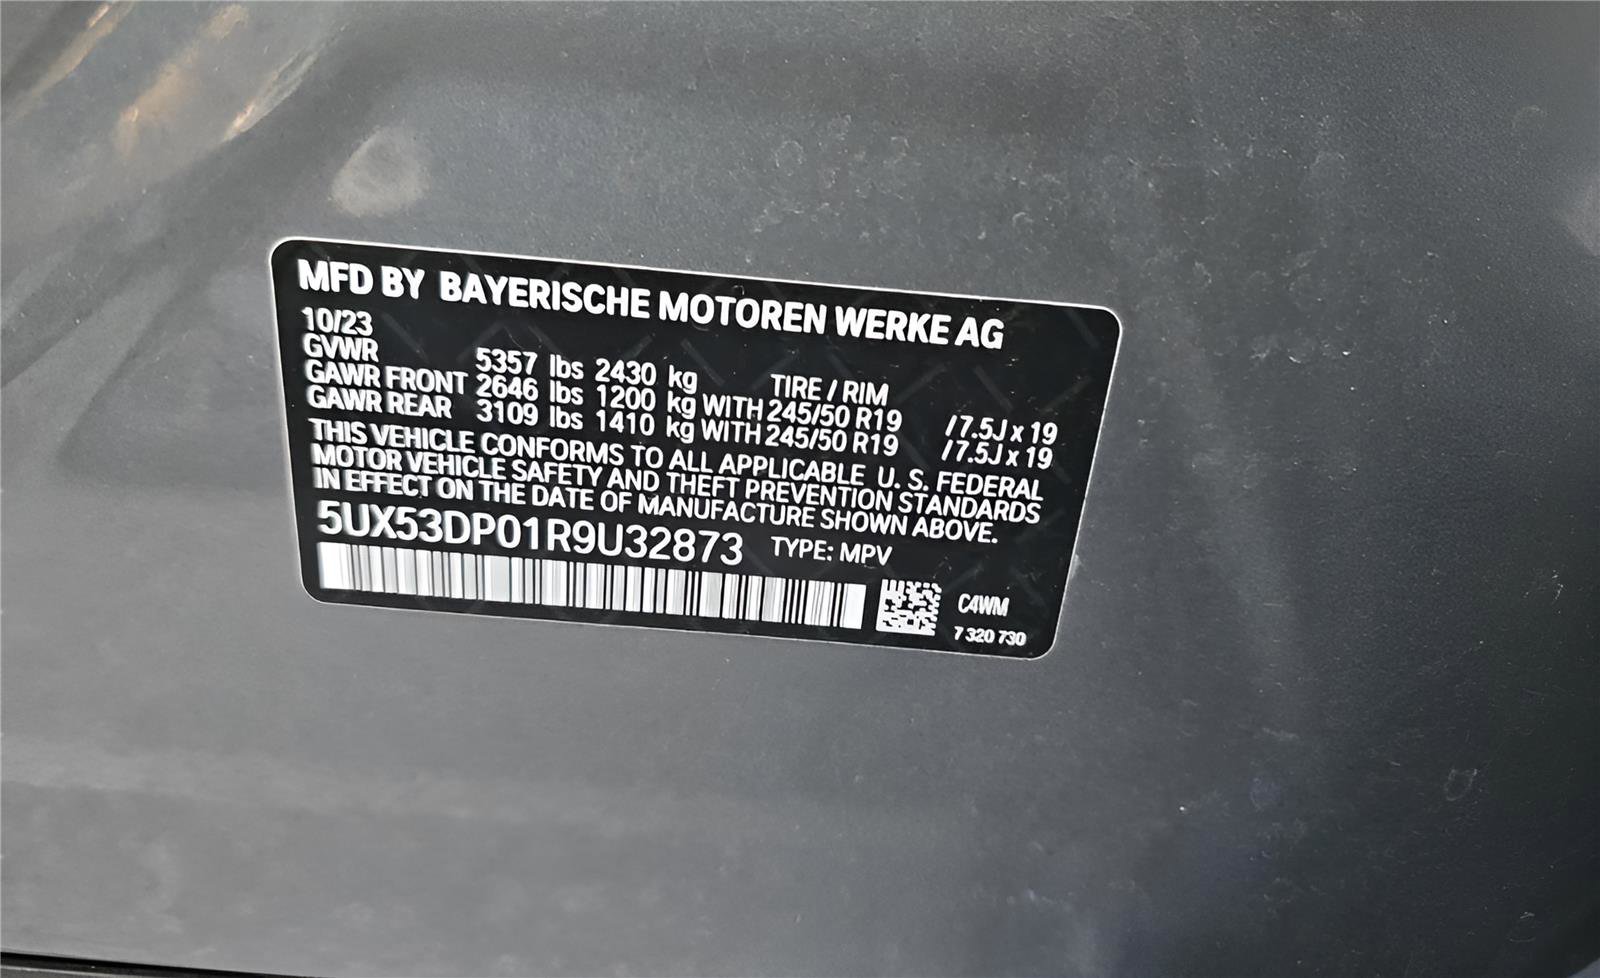 MFD BY BAYERISCHE MOTOREN WERKE AG
10/23
GVWR 5357 lbs 2430 kg TIRE / RIM
GAWR FRONT 2646 lbs 1200 kg WITH 245/50 R19 / 7.5J x 19
GAWR REAR 3109 lbs 1410 kg WITH 245/50 R19 / 7.5J x 19
THIS VEHICLE CONFORMS TO ALL APPLICABLE U. S. FEDERAL
MOTOR VEHICLE SAFETY AND THEFT PREVENTION STANDARDS
IN EFFECT ON THE DATE OF MANUFACTURE SHOWN ABOVE.
5UX53DP01R9U32873 TYPE: MPV
C4WM
7 320 730